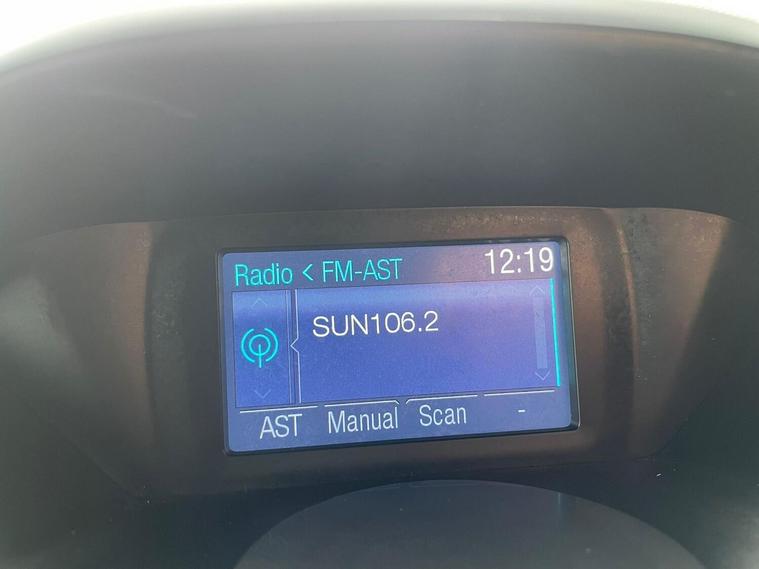 Radio < FM-AST 12:19
SUN106.2
AST Manual Scan -